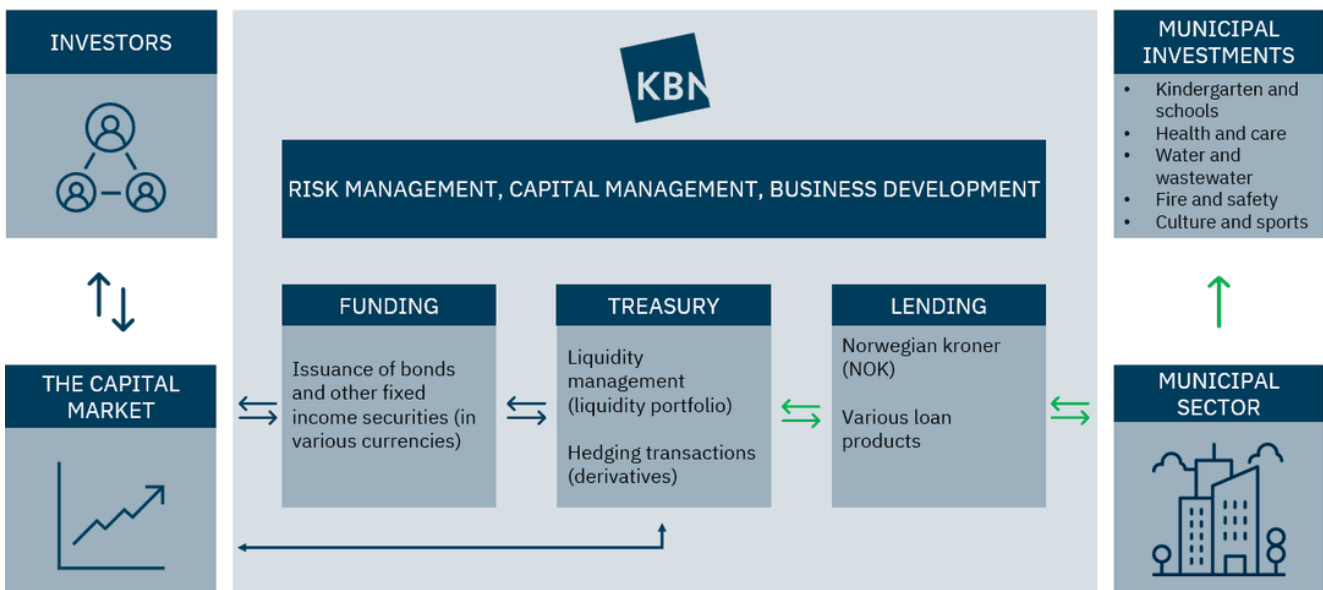 INVESTORS
KBN
RISK MANAGEMENT, CAPITAL MANAGEMENT, BUSINESS DEVELOPMENT
MUNICIPAL
INVESTMENTS
• Kindergarten and
schools
• Health and care
• Water and
wastewater
• Fire and safety
• Culture and sports
THE CAPITAL
MARKET
FUNDING
Issuance of bonds
and other fixed
income securities (in
various currencies)
TREASURY
Liquidity
management
(liquidity portfolio)
Hedging transactions
(derivatives)
LENDING
Norwegian kroner
(NOK)
Various loan
products
MUNICIPAL
SECTOR